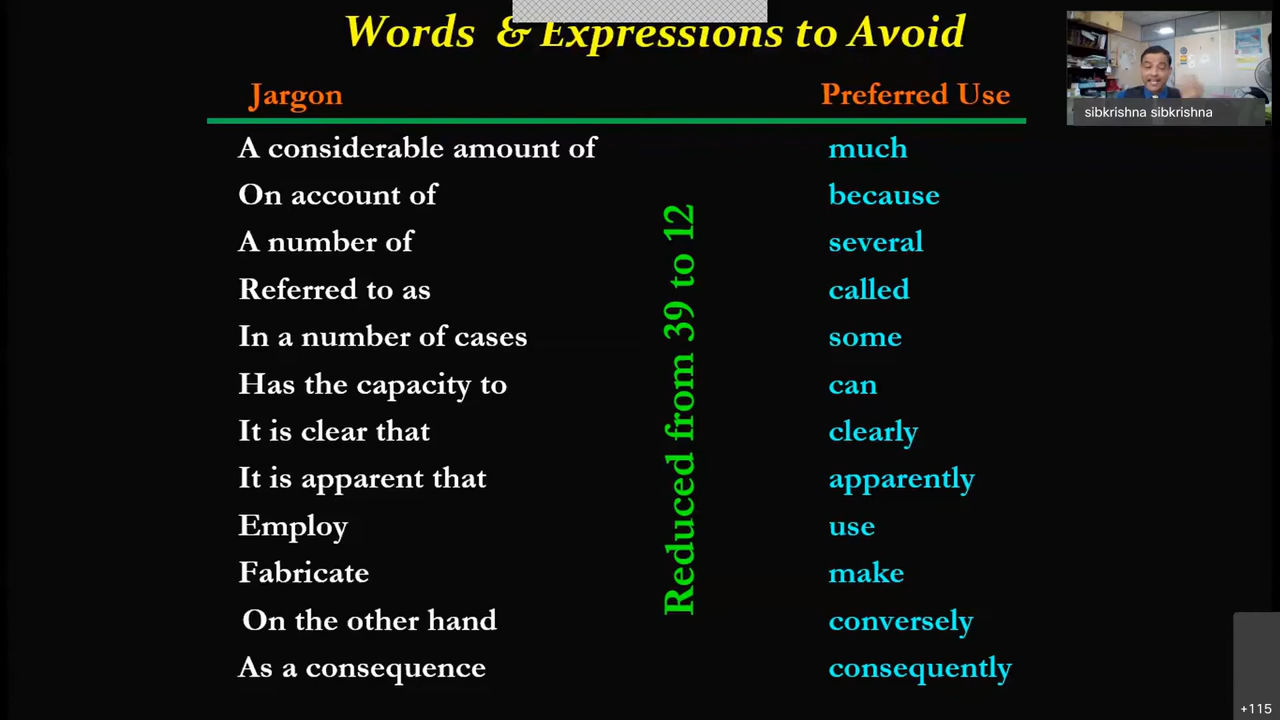 Words & Expressions to Avoid
sibkrishna sibkrishna
Jargon Preferred Use
A considerable amount of much
On account of because
A number of several
Referred to as called
In a number of cases some
Has the capacity to can
It is clear that clearly
It is apparent that apparently
Employ use
Fabricate make
On the other hand conversely
As a consequence consequently
Reduced from 39 to 12
+115